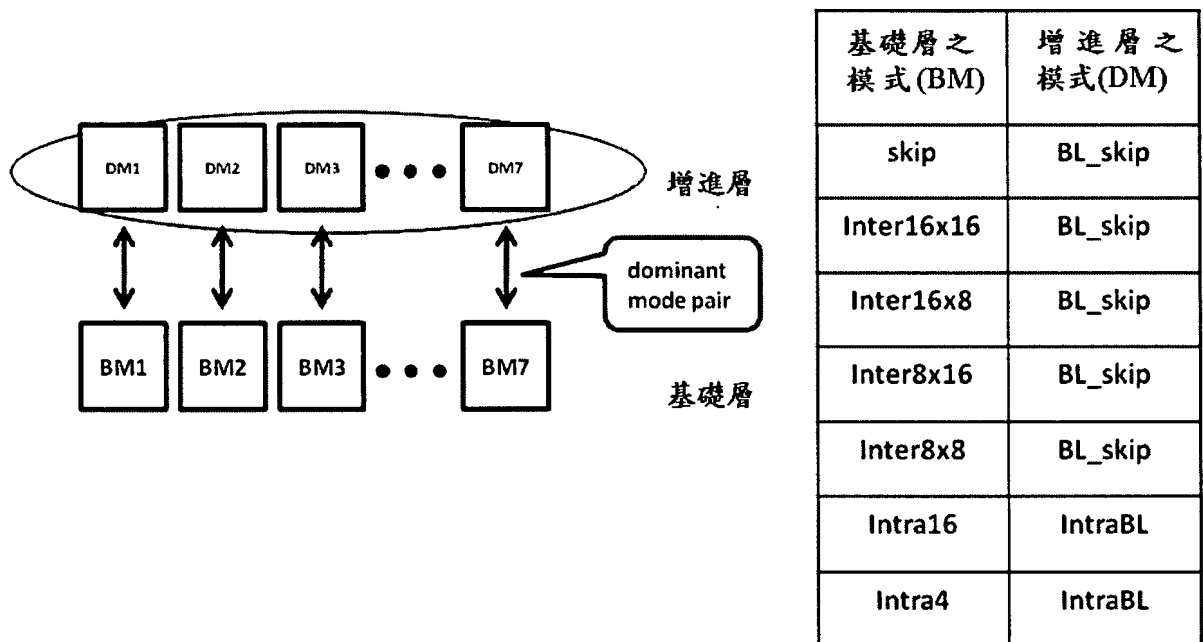 DM1 DM2 DM3 ● ● ● DM7
增進層
dominant
mode pair
BM1 BM2 BM3 ● ● ● BM7
基礎層
基礎層之 增進層之
模式(BM) 模式(DM)
skip BL_skip
Inter16x16 BL_skip
Inter16x8 BL_skip
Inter8x16 BL_skip
Inter8x8 BL_skip
Intra16 IntraBL
Intra4 IntraBL